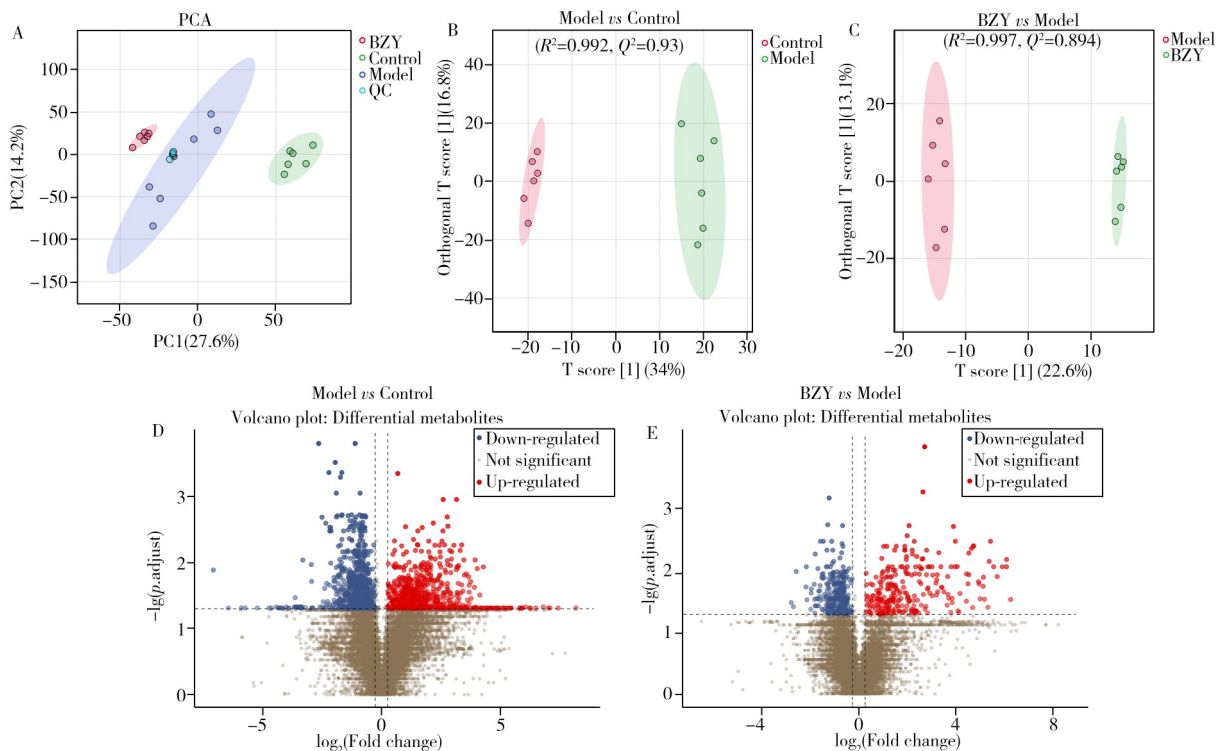 A
PCA
BZY
Control
Model
QC
100
50
0
−50
−100
−150
PC2(14.2%)
−50
0
50
PC1(27.6%)
B
Model vs Control
(R²=0.992, Q²=0.93)
Control
Model
40
20
0
−20
−40
Orthogonal T score [1](16.8%)
−20
−10
0
10
20
30
T score [1] (34%)
C
BZY vs Model
(R²=0.997, Q²=0.894)
Model
BZY
20
0
−20
Orthogonal T score [1](13.1%)
−20
−10
0
10
T score [1] (22.6%)
D
Model vs Control
Volcano plot: Differential metabolites
Down-regulated
Not significant
Up-regulated
3
2
1
0
−lg(p.adjust)
−5
0
5
log₂(Fold change)
E
BZY vs Model
Volcano plot: Differential metabolites
Down-regulated
Not significant
Up-regulated
3
2
1
0
−lg(p.adjust)
−4
0
4
8
log₂(Fold change)